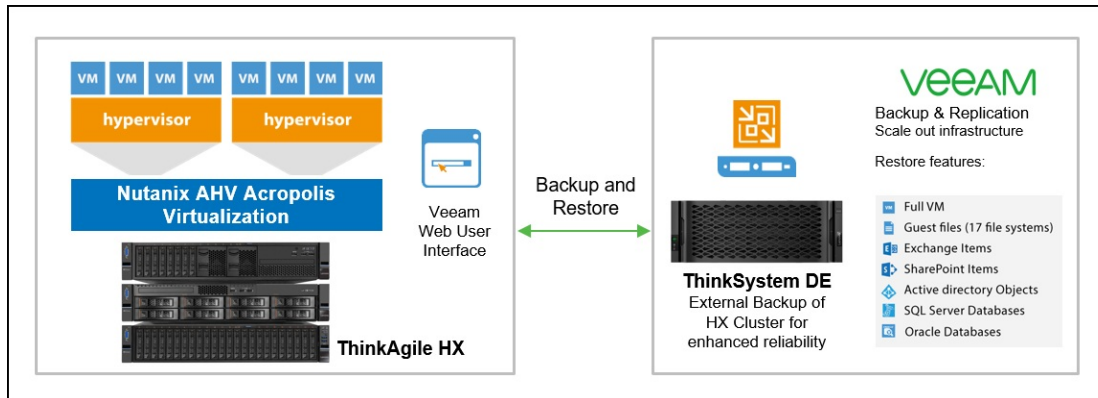 VM VM VM VM VM VM VM VM
hypervisor hypervisor
Nutanix AHV Acropolis
Virtualization
ThinkAgile HX
Veeam
Web User
Interface
Backup and
Restore
ThinkSystem DE
External Backup of
HX Cluster for
enhanced reliability
veeAM
Backup & Replication
Scale out infrastructure
Restore features:
VM Full VM
Guest files (17 file systems)
Exchange Items
SharePoint Items
Active directory Objects
SQL Server Databases
Oracle Databases